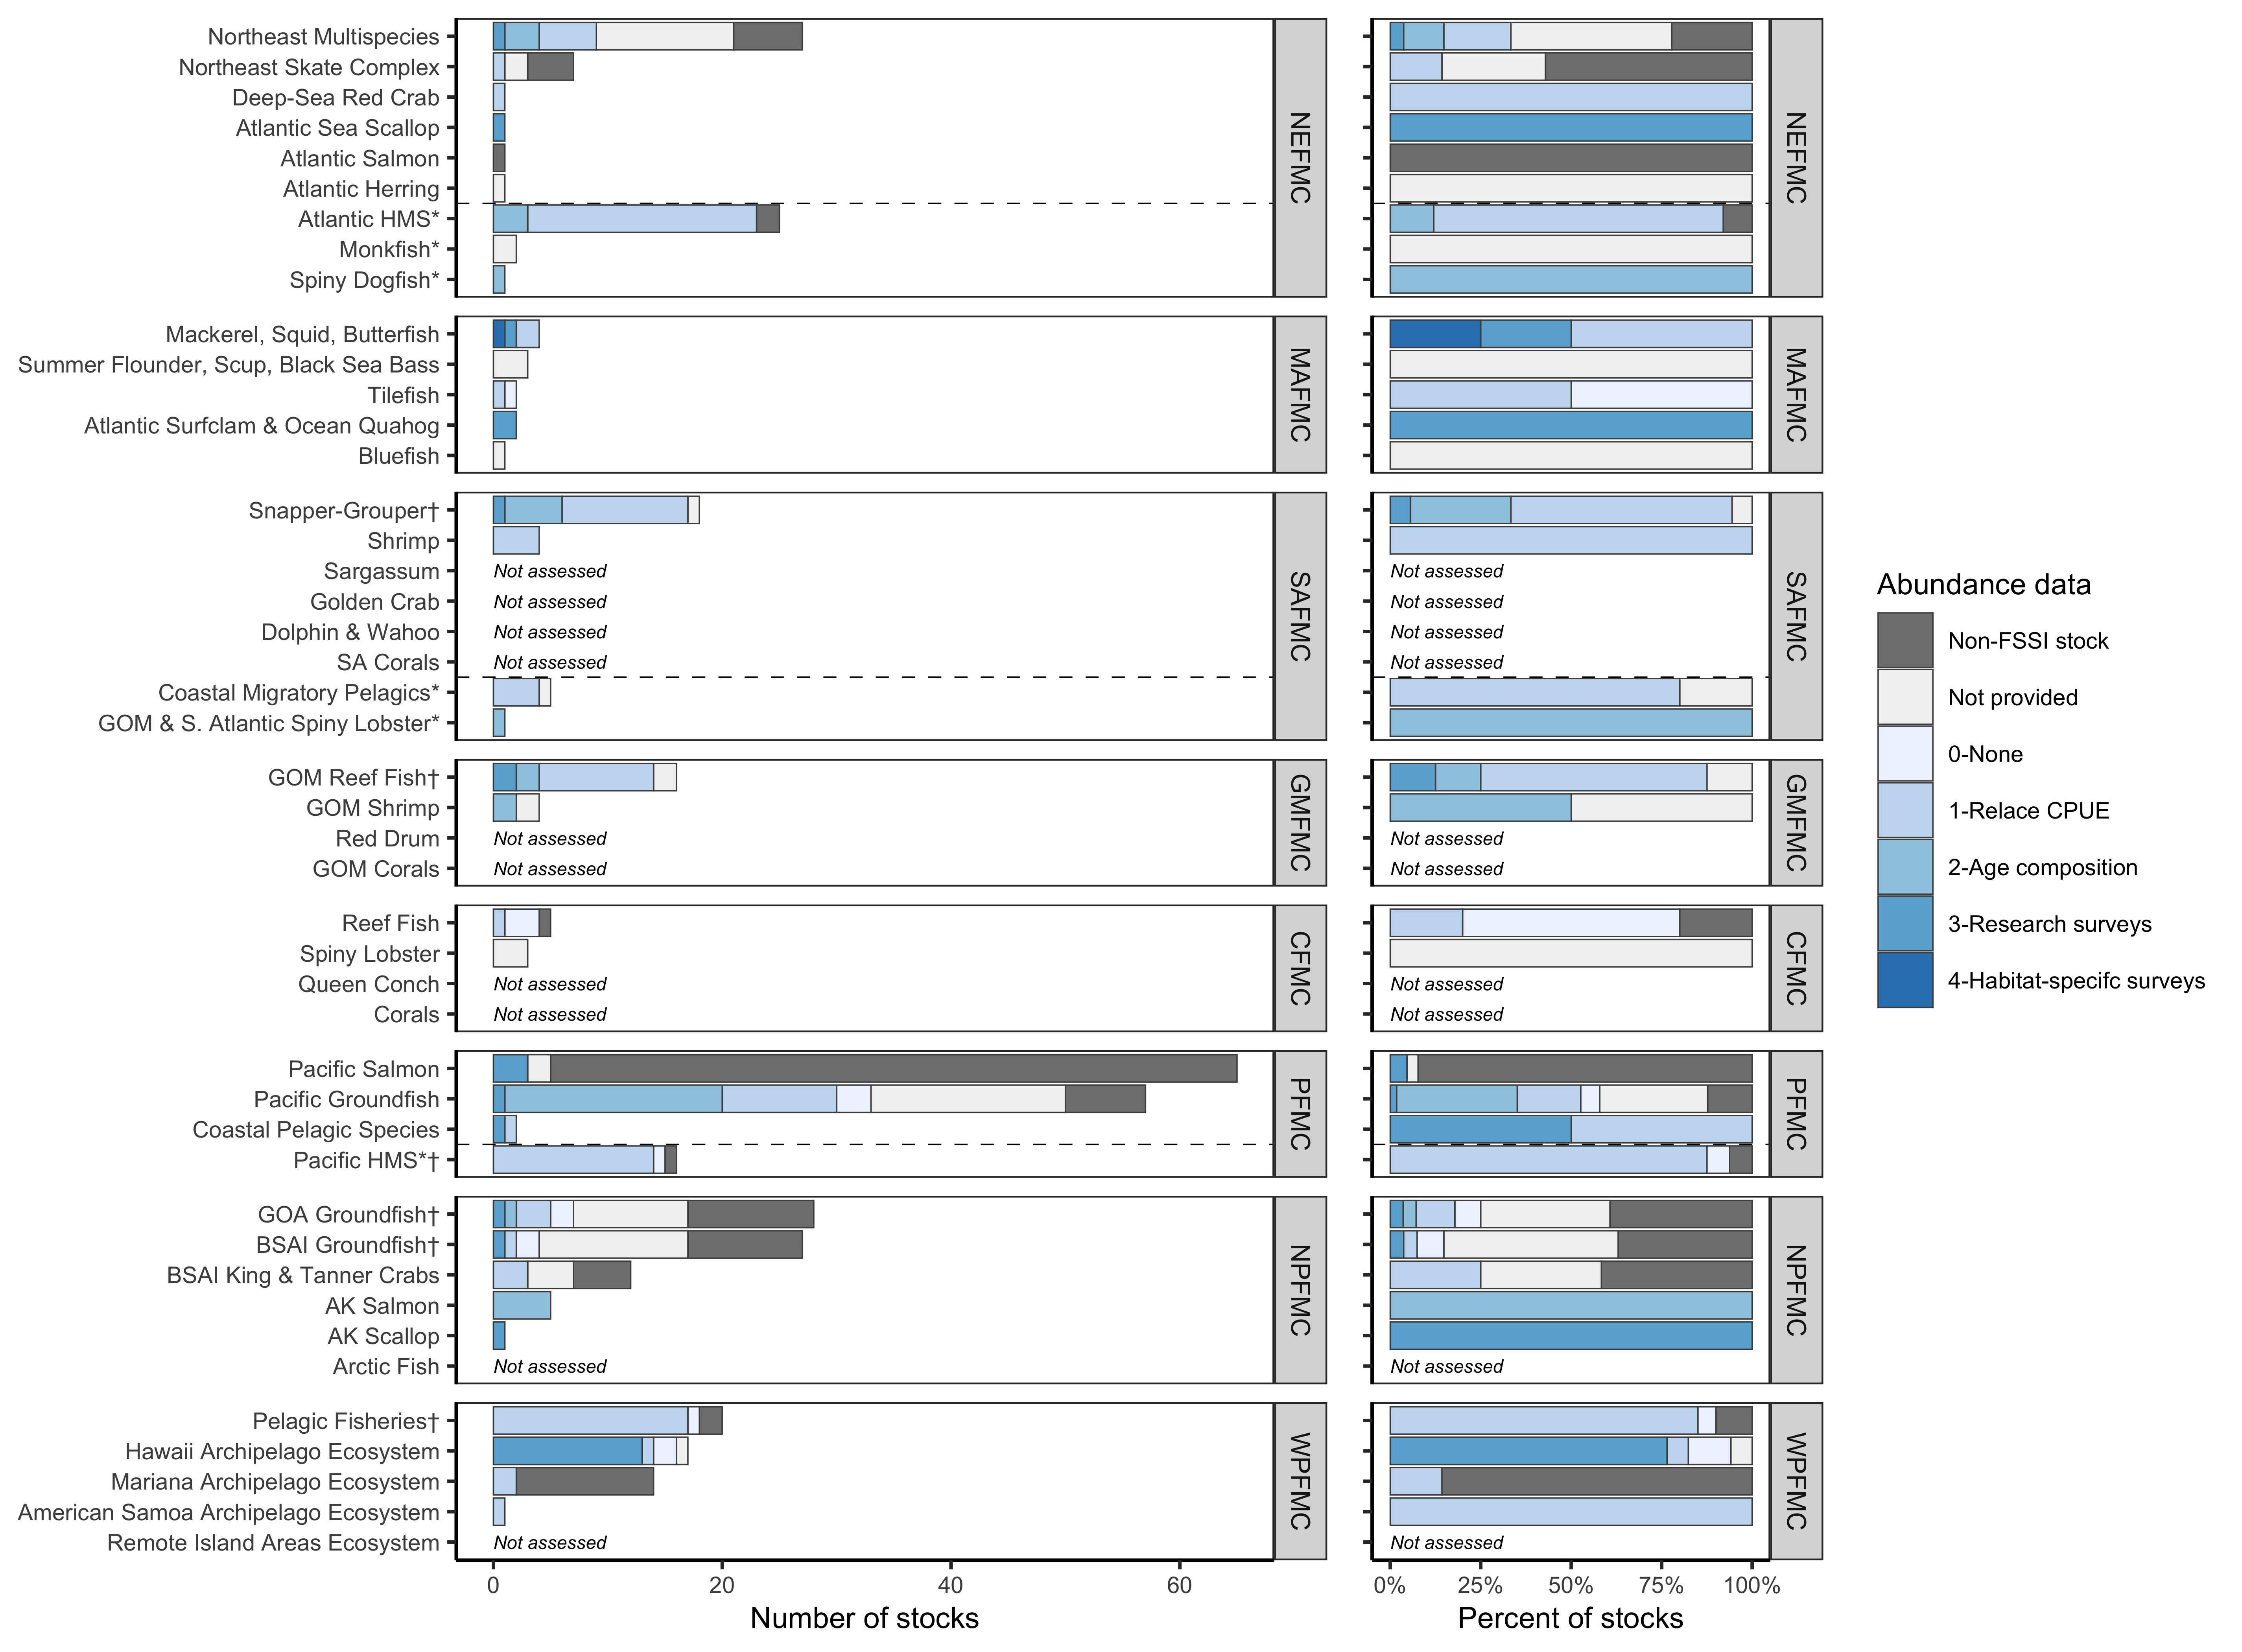 Northeast Multispecies
Northeast Skate Complex
Deep-Sea Red Crab
Atlantic Sea Scallop
Atlantic Salmon
Atlantic Herring
Atlantic HMS*
Monkfish*
Spiny Dogfish*
NEFMC
NEFMC
Mackerel, Squid, Butterfish
Summer Flounder, Scup, Black Sea Bass
Tilefish
Atlantic Surfclam & Ocean Quahog
Bluefish
MAFMC
MAFMC
Snapper-Grouper†
Shrimp
Sargassum Not assessed Not assessed
Golden Crab Not assessed Not assessed
Dolphin & Wahoo Not assessed Not assessed
SA Corals Not assessed Not assessed
Coastal Migratory Pelagics*
GOM & S. Atlantic Spiny Lobster*
SAFMC
SAFMC
GOM Reef Fish†
GOM Shrimp
Red Drum Not assessed Not assessed
GOM Corals Not assessed Not assessed
GMFMC
GMFMC
Reef Fish
Spiny Lobster
Queen Conch Not assessed Not assessed
Corals Not assessed Not assessed
CFMC
CFMC
Pacific Salmon
Pacific Groundfish
Coastal Pelagic Species
Pacific HMS*†
PFMC
PFMC
GOA Groundfish†
BSAI Groundfish†
BSAI King & Tanner Crabs
AK Salmon
AK Scallop
Arctic Fish Not assessed Not assessed
NPFMC
NPFMC
Pelagic Fisheries†
Hawaii Archipelago Ecosystem
Mariana Archipelago Ecosystem
American Samoa Archipelago Ecosystem
Remote Island Areas Ecosystem Not assessed Not assessed
WPFMC
WPFMC
0 20 40 60
Number of stocks
0% 25% 50% 75% 100%
Percent of stocks
Abundance data
Non-FSSI stock
Not provided
0-None
1-Relace CPUE
2-Age composition
3-Research surveys
4-Habitat-specifc surveys